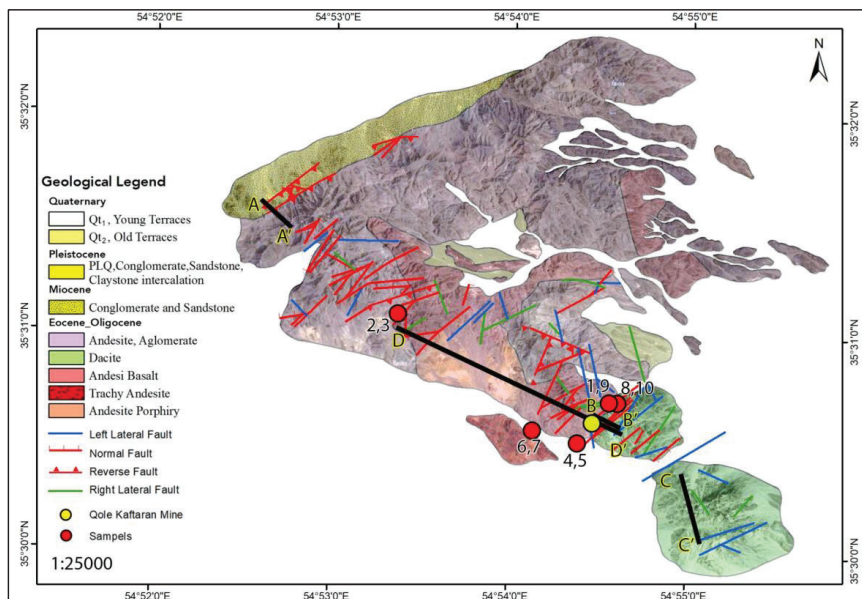 54°52'0"E 54°53'0"E 54°54'0"E 54°55'0"E
N
35°32'0"N 35°32'0"N
Geological Legend
Quaternary
Qt1, Young Terraces
Qt2, Old Terraces
Pleistocene
PLQ,Conglomerate,Sandstone,
Claystone intercalation
Miocene
Conglomerate and Sandstone
Eocene_Oligocene
Andesite, Aglomerate
Dacite
Andesi Basalt
Trachy Andesite
Andesite Porphiry
Left Lateral Fault
Normal Fault
Reverse Fault
Right Lateral Fault
Qole Kaftaran Mine
Sampels
1:25000
A
A'
35°31'0"N 35°31'0"N
2,3
D
1,9 8,10
B B'
D'
6,7
4,5
C
C'
35°30'0"N 35°30'0"N
54°52'0"E 54°53'0"E 54°54'0"E 54°55'0"E